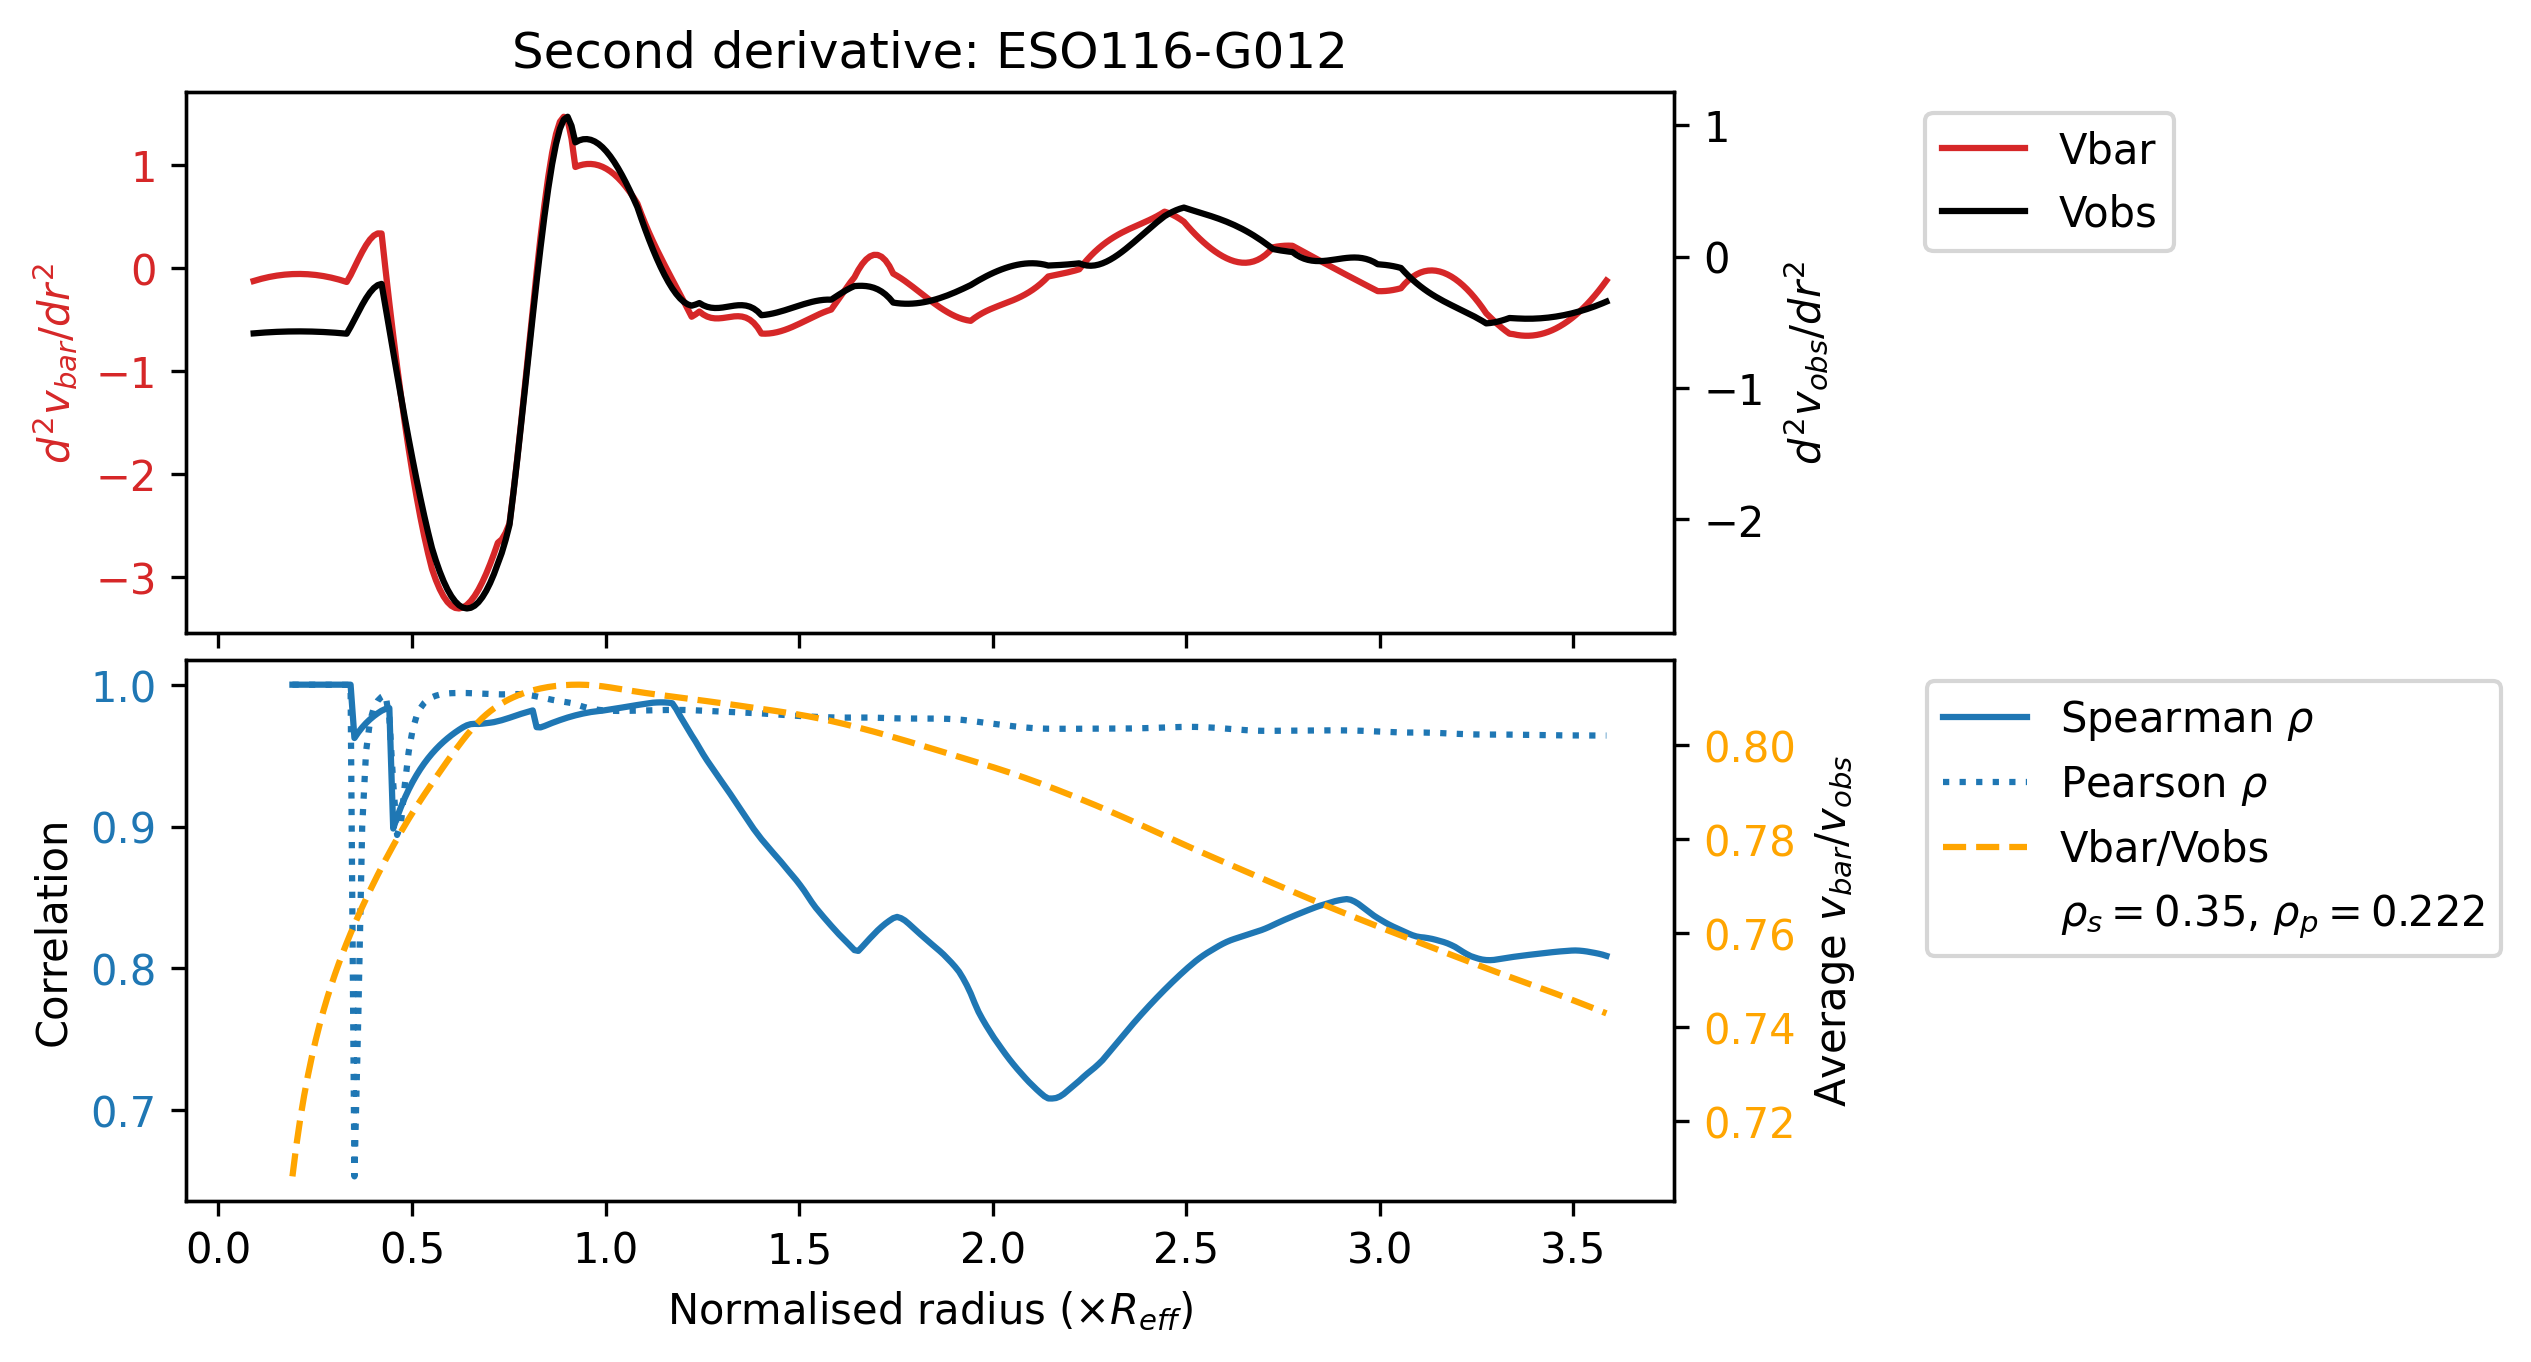 Second derivative: ESO116-G012
d²v_bar/dr²
1
0
−1
−2
−3
1
0
−1
−2
d²v_obs/dr²
Vbar
Vobs
Correlation
1.0
0.9
0.8
0.7
0.80
0.78
0.76
0.74
0.72
Average v_bar/v_obs
Spearman ρ
Pearson ρ
Vbar/Vobs
ρ_s = 0.35, ρ_p = 0.222
0.0 0.5 1.0 1.5 2.0 2.5 3.0 3.5
Normalised radius (×R_eff)